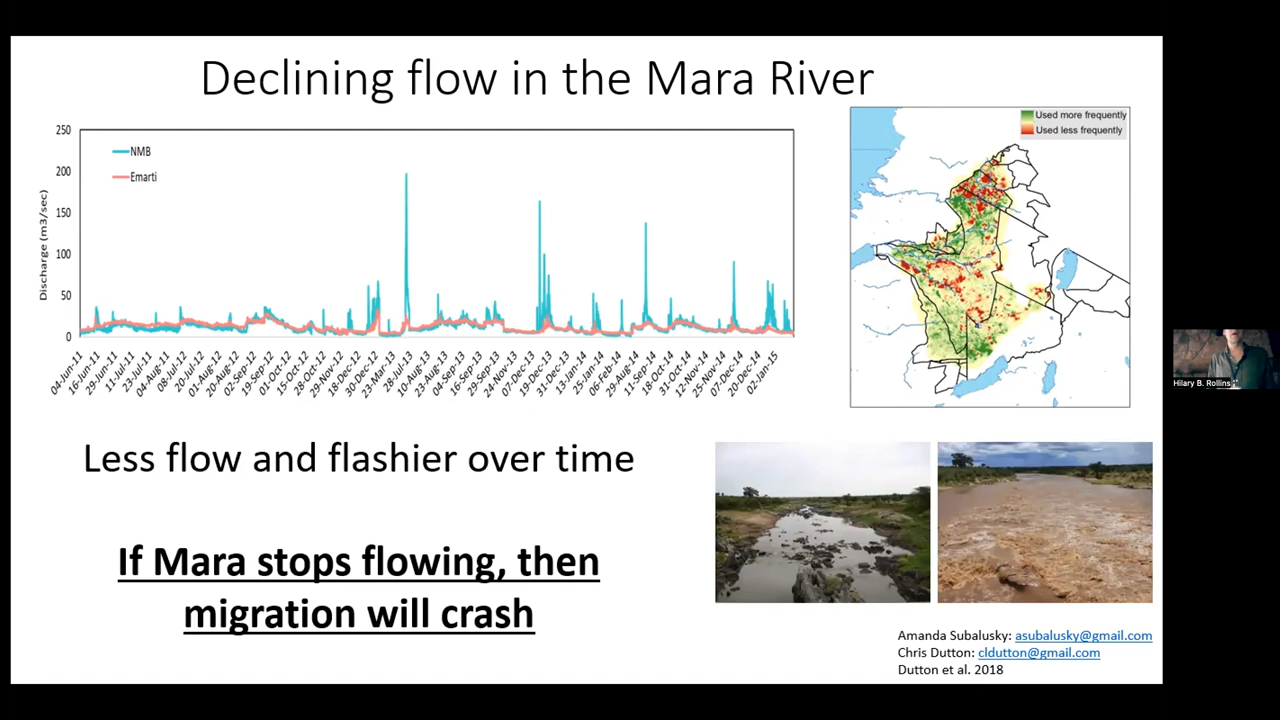 Declining flow in the Mara River
250
200
150
100
50
0
Discharge (m3/sec)
NMB
Emarti
04-Jun-11
16-Jun-11
29-Jun-11
11-Jul-11
23-Jul-11
04-Aug-11
08-Jul-12
20-Jul-12
01-Aug-12
20-Aug-12
02-Sep-12
19-Sep-12
01-Oct-12
15-Oct-12
28-Oct-12
29-Nov-12
18-Dec-12
30-Dec-12
23-Mar-13
28-Jul-13
10-Aug-13
23-Aug-13
04-Sep-13
16-Sep-13
29-Sep-13
07-Dec-13
19-Dec-13
31-Dec-13
13-Jan-14
25-Jan-14
06-Feb-14
29-Aug-14
11-Sep-14
18-Oct-14
31-Oct-14
12-Nov-14
25-Nov-14
07-Dec-14
20-Dec-14
02-Jan-15
Used more frequently
Used less frequently
Less flow and flashier over time
If Mara stops flowing, then
migration will crash
Amanda Subalusky: asubalusky@gmail.com
Chris Dutton: cldutton@gmail.com
Dutton et al. 2018
Hilary B. Rollins